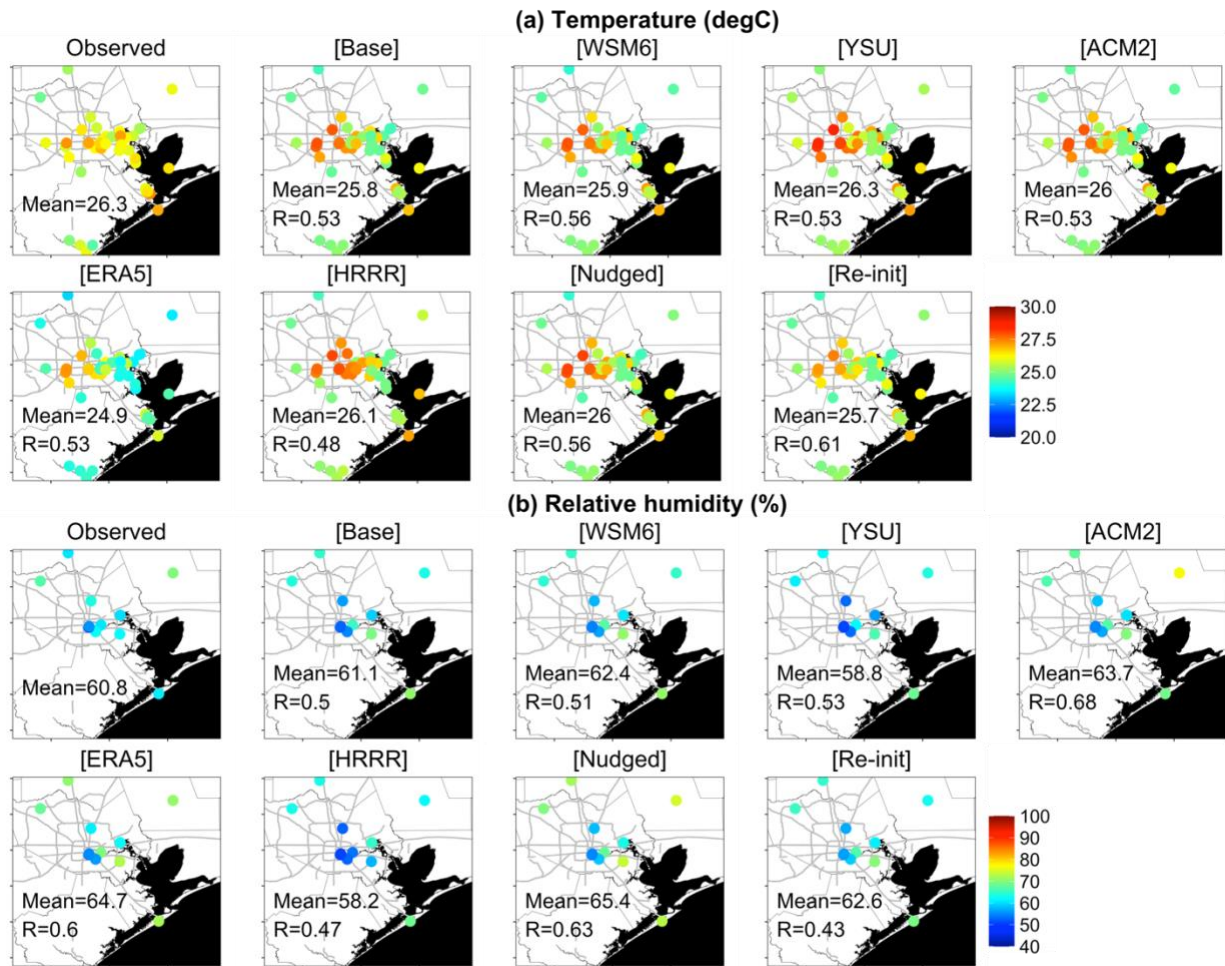 (a) Temperature (degC)
Observed [Base] [WSM6] [YSU] [ACM2]
Mean=26.3
Mean=25.8
R=0.53
Mean=25.9
R=0.56
Mean=26.3
R=0.53
Mean=26
R=0.53
[ERA5] [HRRR] [Nudged] [Re-init]
Mean=24.9
R=0.53
Mean=26.1
R=0.48
Mean=26
R=0.56
Mean=25.7
R=0.61
30.0
27.5
25.0
22.5
20.0
(b) Relative humidity (%)
Observed [Base] [WSM6] [YSU] [ACM2]
Mean=60.8
Mean=61.1
R=0.5
Mean=62.4
R=0.51
Mean=58.8
R=0.53
Mean=63.7
R=0.68
[ERA5] [HRRR] [Nudged] [Re-init]
Mean=64.7
R=0.6
Mean=58.2
R=0.47
Mean=65.4
R=0.63
Mean=62.6
R=0.43
100
90
80
70
60
50
40